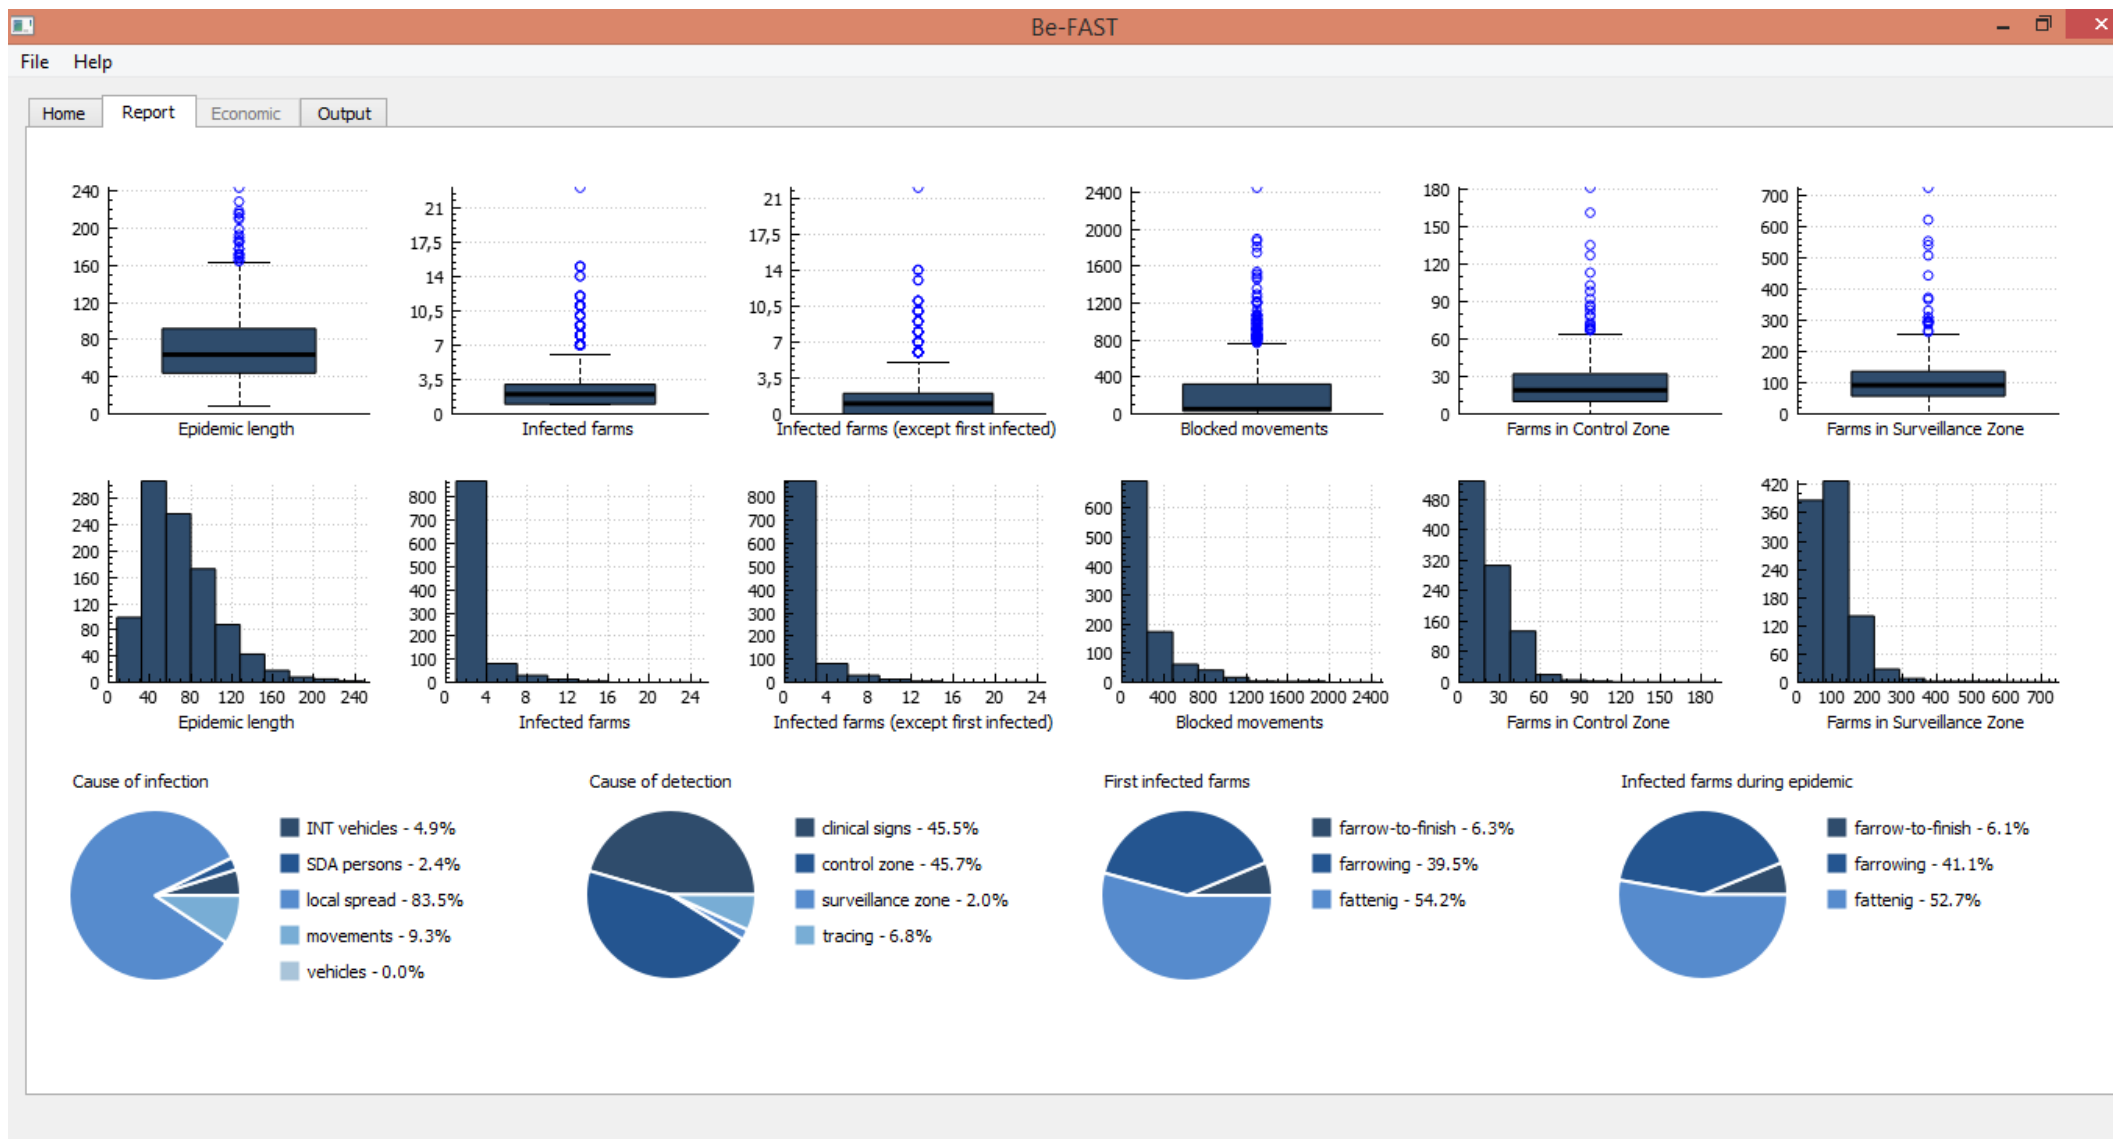 Be-FAST
File Help
Home Report Economic Output
240
200
160
120
80
40
0
Epidemic length
21
17,5
14
10,5
7
3,5
0
Infected farms
21
17,5
14
10,5
7
3,5
0
Infected farms (except first infected)
2400
2000
1600
1200
800
400
0
Blocked movements
180
150
120
90
60
30
0
Farms in Control Zone
700
600
500
400
300
200
100
0
Farms in Surveillance Zone
280
240
200
160
120
80
40
0
0 40 80 120 160 200 240
Epidemic length
800
700
600
500
400
300
200
100
0
0 4 8 12 16 20 24
Infected farms
800
700
600
500
400
300
200
100
0
0 4 8 12 16 20 24
Infected farms (except first infected)
600
500
400
300
200
100
0
0 400 800 1200 1600 2000 2400
Blocked movements
480
400
320
240
160
80
0
0 30 60 90 120 150 180
Farms in Control Zone
420
360
300
240
180
120
60
0
0 100 200 300 400 500 600 700
Farms in Surveillance Zone
Cause of infection
INT vehicles - 4.9%
SDA persons - 2.4%
local spread - 83.5%
movements - 9.3%
vehicles - 0.0%
Cause of detection
clinical signs - 45.5%
control zone - 45.7%
surveillance zone - 2.0%
tracing - 6.8%
First infected farms
farrow-to-finish - 6.3%
farrowing - 39.5%
fattenig - 54.2%
Infected farms during epidemic
farrow-to-finish - 6.1%
farrowing - 41.1%
fattenig - 52.7%